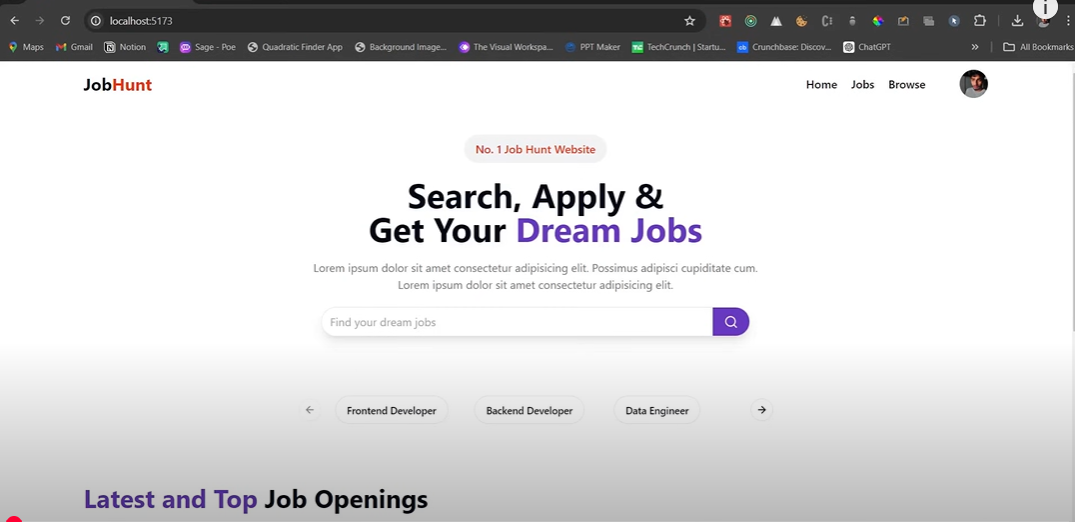 localhost:5173
Maps Gmail Notion Sage - Poe Quadratic Finder App Background Image... The Visual Workspa... PPT Maker TechCrunch | Startu... Crunchbase: Discov... ChatGPT » All Bookmarks
JobHunt Home Jobs Browse
No. 1 Job Hunt Website
Search, Apply &
Get Your Dream Jobs
Lorem ipsum dolor sit amet consectetur adipisicing elit. Possimus adipisci cupiditate cum.
Lorem ipsum dolor sit amet consectetur adipisicing elit.
Find your dream jobs
Frontend Developer Backend Developer Data Engineer
Latest and Top Job Openings